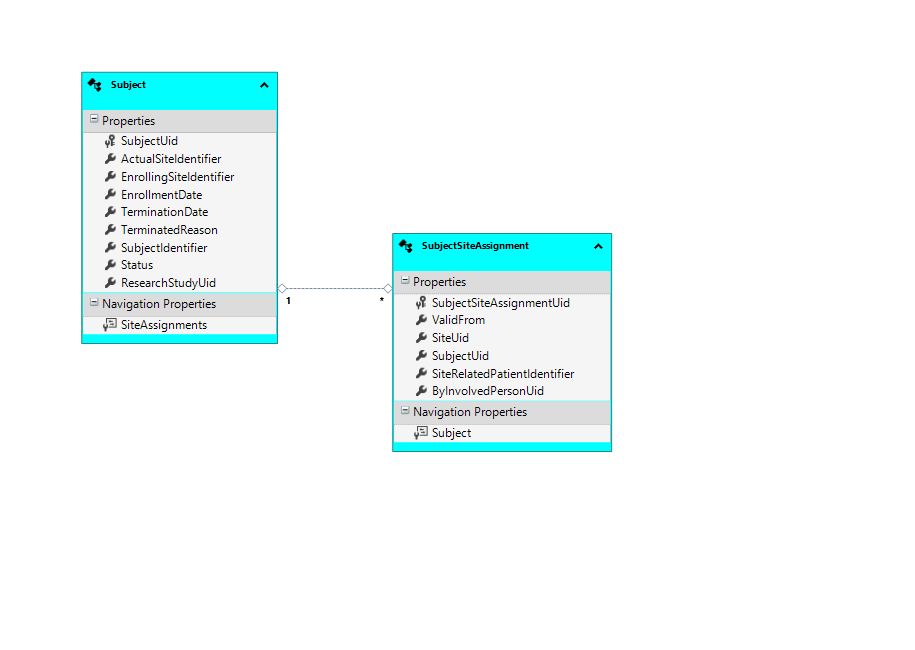 Subject
Properties
SubjectUid
ActualSiteIdentifier
EnrollingSiteIdentifier
EnrollmentDate
TerminationDate
TerminatedReason
SubjectIdentifier
Status
ResearchStudyUid
Navigation Properties
SiteAssignments
1
*
SubjectSiteAssignment
Properties
SubjectSiteAssignmentUid
ValidFrom
SiteUid
SubjectUid
SiteRelatedPatientIdentifier
ByInvolvedPersonUid
Navigation Properties
Subject